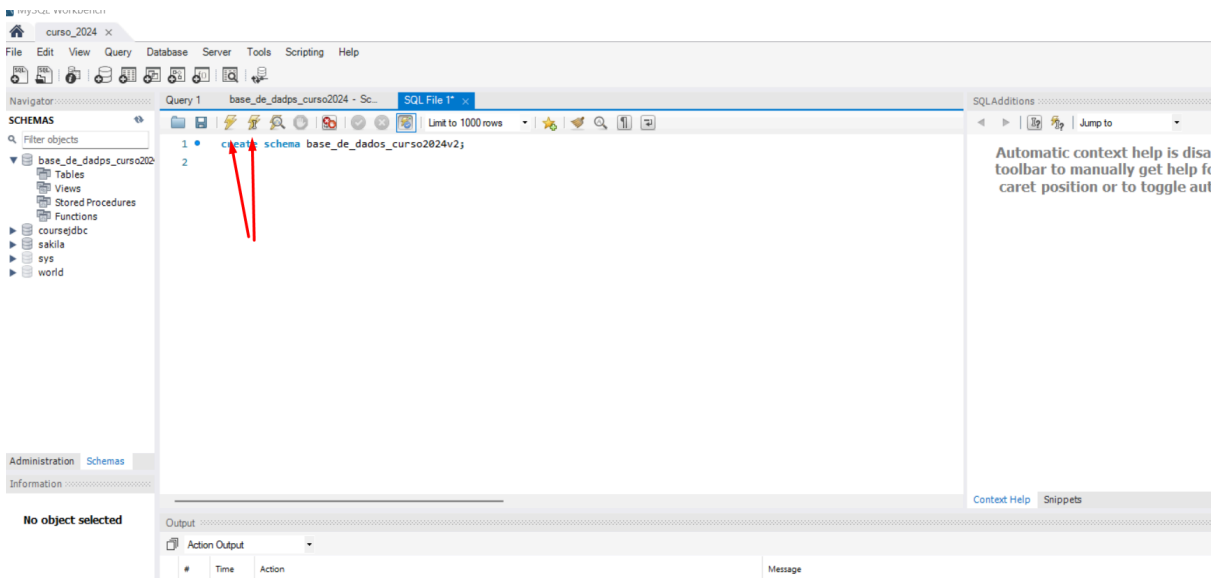 MySQL Workbench
curso_2024 ×
File Edit View Query Database Server Tools Scripting Help
Navigator
Query 1 base_de_dadps_curso2024 - Sc... SQL File 1* ×
SQLAdditions
SCHEMAS
Limit to 1000 rows
Jump to
Filter objects
1 create schema base_de_dados_curso2024v2;
2
base_de_dadps_curso202
Tables
Views
Stored Procedures
Functions
coursejdbc
sakila
sys
world
Automatic context help is disa
toolbar to manually get help fo
caret position or to toggle aut
Administration Schemas
Information
No object selected
Context Help Snippets
Output
Action Output
# Time Action Message